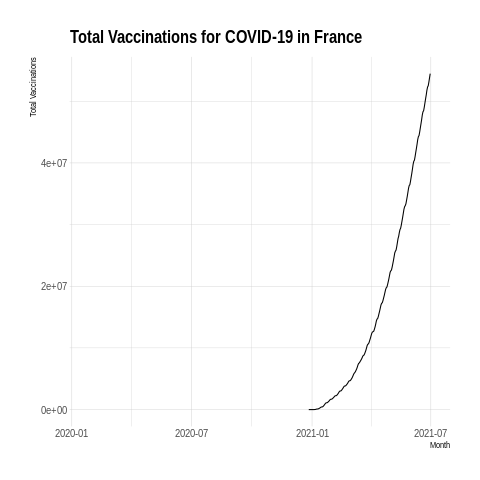 Total Vaccinations for COVID-19 in France
Total Vaccinations
4e+07
2e+07
0e+00
2020-01 2020-07 2021-01 2021-07
Month